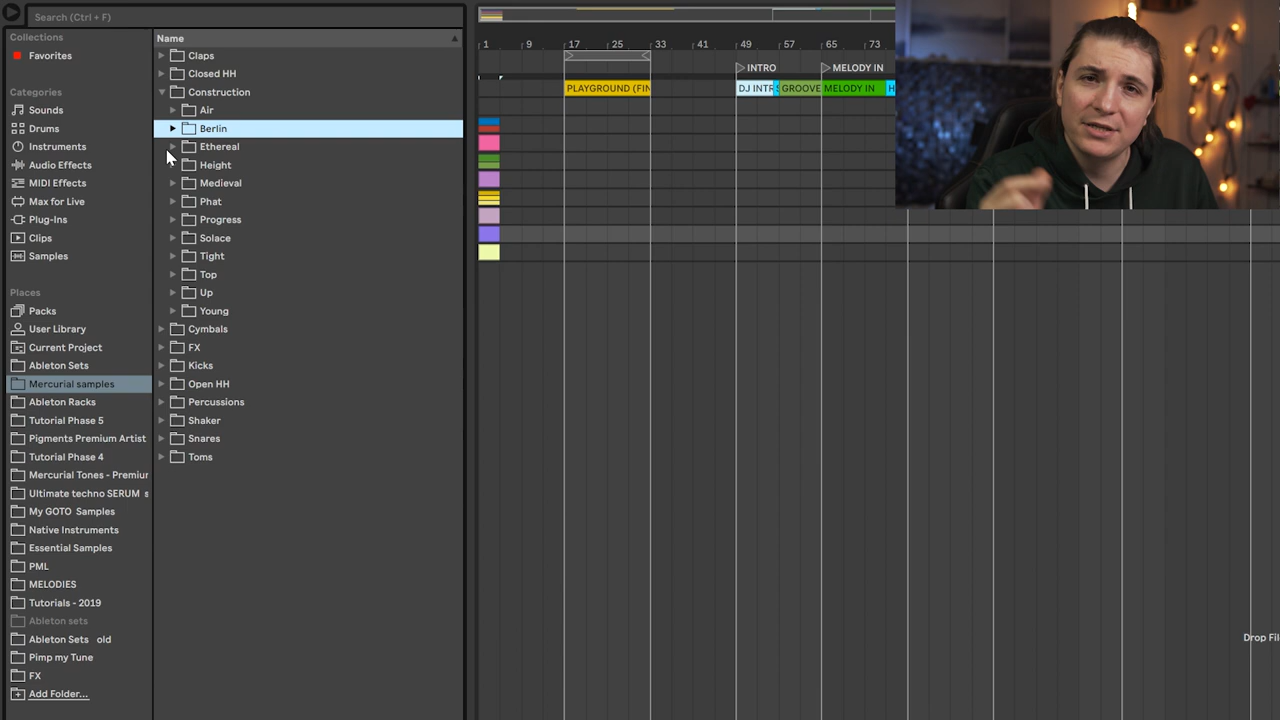 Search (Ctrl + F)
Collections
Favorites
Categories
Sounds
Drums
Instruments
Audio Effects
MIDI Effects
Max for Live
Plug-Ins
Clips
Samples
Places
Packs
User Library
Current Project
Ableton Sets
Mercurial samples
Ableton Racks
Tutorial Phase 5
Pigments Premium Artist
Tutorial Phase 4
Mercurial Tones - Premiur
Ultimate techno SERUM s
My GOTO Samples
Native Instruments
Essential Samples
PML
MELODIES
Tutorials - 2019
Ableton sets
Ableton Sets old
Pimp my Tune
FX
Add Folder...
Name
Claps
Closed HH
Construction
Air
Berlin
Ethereal
Height
Medieval
Phat
Progress
Solace
Tight
Top
Up
Young
Cymbals
FX
Kicks
Open HH
Percussions
Shaker
Snares
Toms
1 9 17 25 33 41 49 57 65 73
INTRO MELODY IN
PLAYGROUND (FIN DJ INTR GROOVE MELODY IN H
Drop Fil